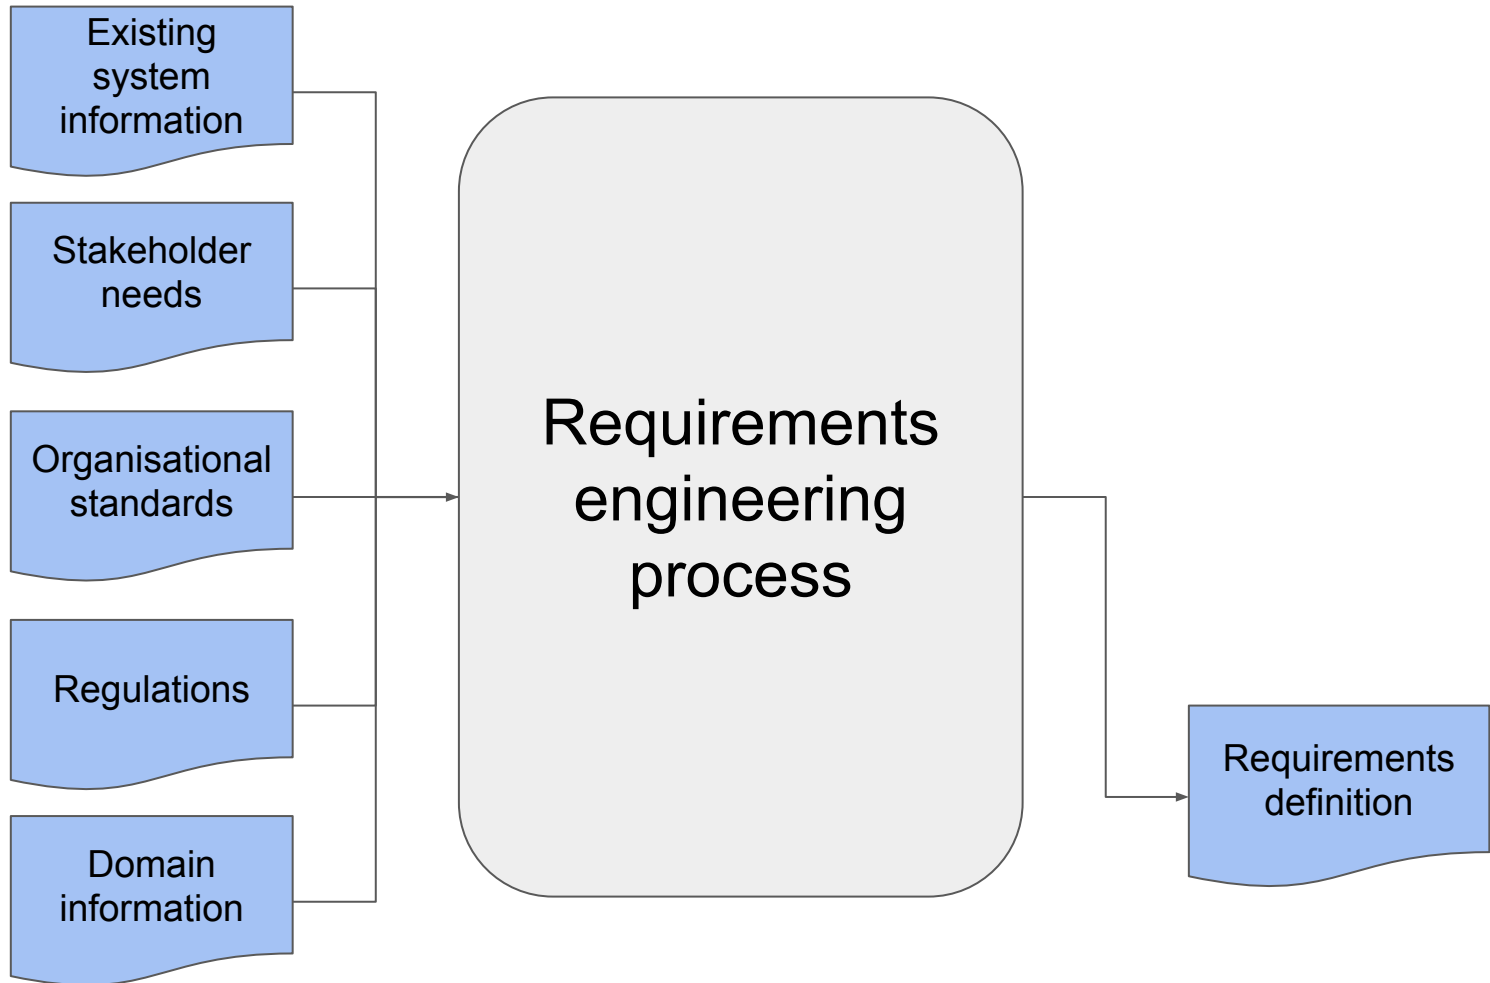 Existing
system
information
Stakeholder
needs
Organisational
standards
Regulations
Domain
information
Requirements
engineering
process
Requirements
definition